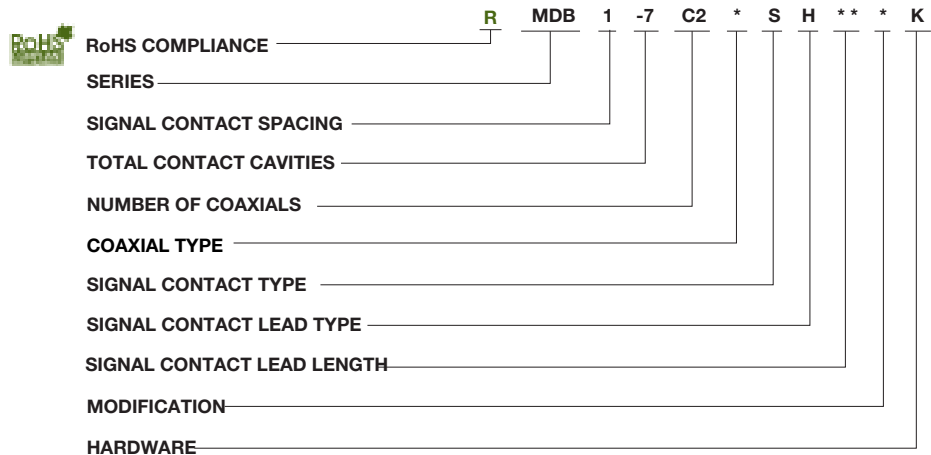 R MDB 1 -7 C2 * S H ** * K
RoHS
RoHS COMPLIANCE
SERIES
SIGNAL CONTACT SPACING
TOTAL CONTACT CAVITIES
NUMBER OF COAXIALS
COAXIAL TYPE
SIGNAL CONTACT TYPE
SIGNAL CONTACT LEAD TYPE
SIGNAL CONTACT LEAD LENGTH
MODIFICATION
HARDWARE